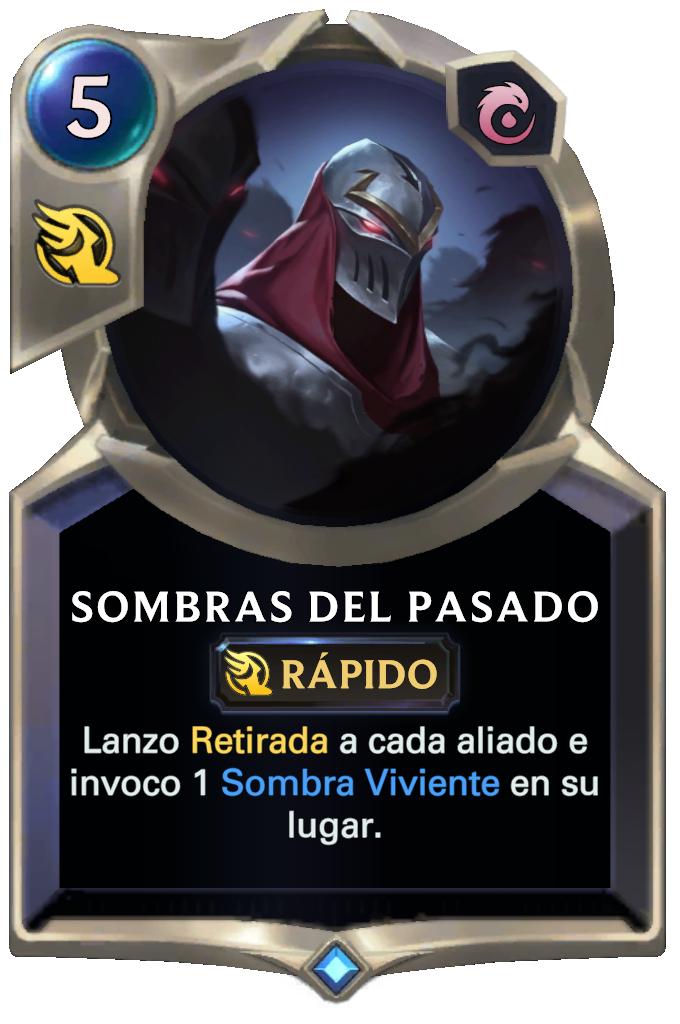 5
SOMBRAS DEL PASADO
RÁPIDO
Lanzo Retirada a cada aliado e
invoco 1 Sombra Viviente en su
lugar.